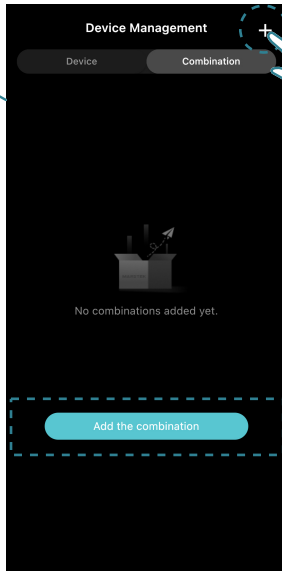 Device Management
+
Device
Combination
No combinations added yet.
Add the combination